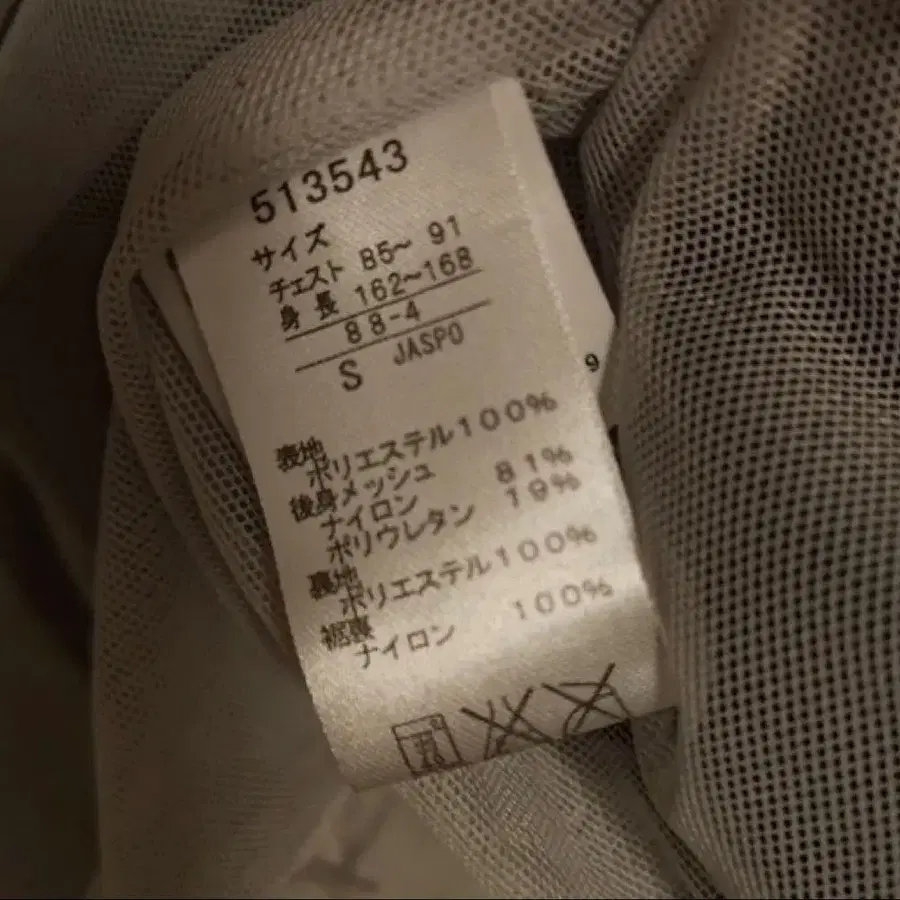 513543
サイズ
チェスト 85~ 91
身長 162~168
88-4
S JASPO
9
表地
ポリエステル100%
後身メッシュ
ナイロン 81%
ポリウレタン 19%
裏地
ポリエステル100%
裾裏
ナイロン 100%